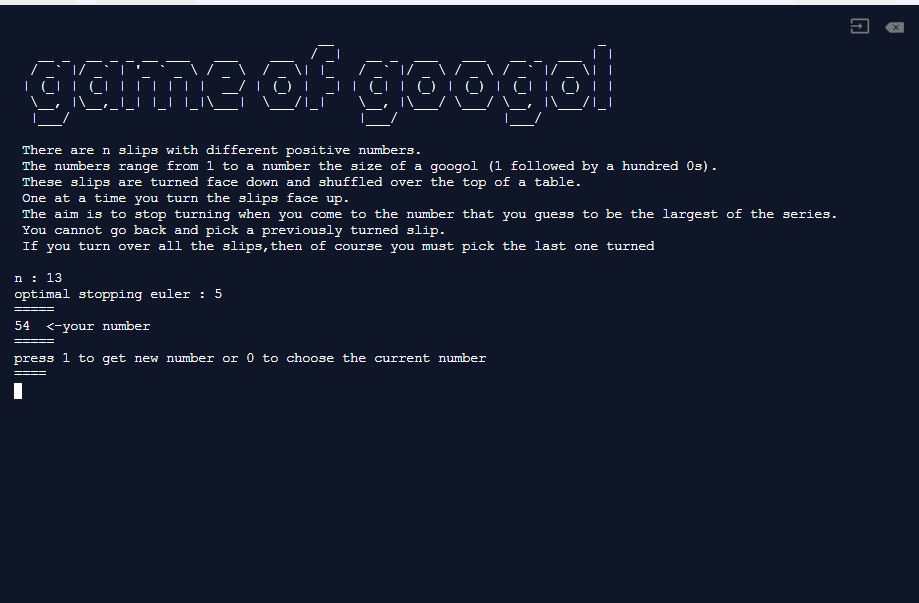 game of googol
There are n slips with different positive numbers.
The numbers range from 1 to a number the size of a googol (1 followed by a hundred 0s).
These slips are turned face down and shuffled over the top of a table.
One at a time you turn the slips face up.
The aim is to stop turning when you come to the number that you guess to be the largest of the series.
You cannot go back and pick a previously turned slip.
If you turn over all the slips,then of course you must pick the last one turned
n : 13
optimal stopping euler : 5
=====
54  <-your number
=====
press 1 to get new number or 0 to choose the current number
====